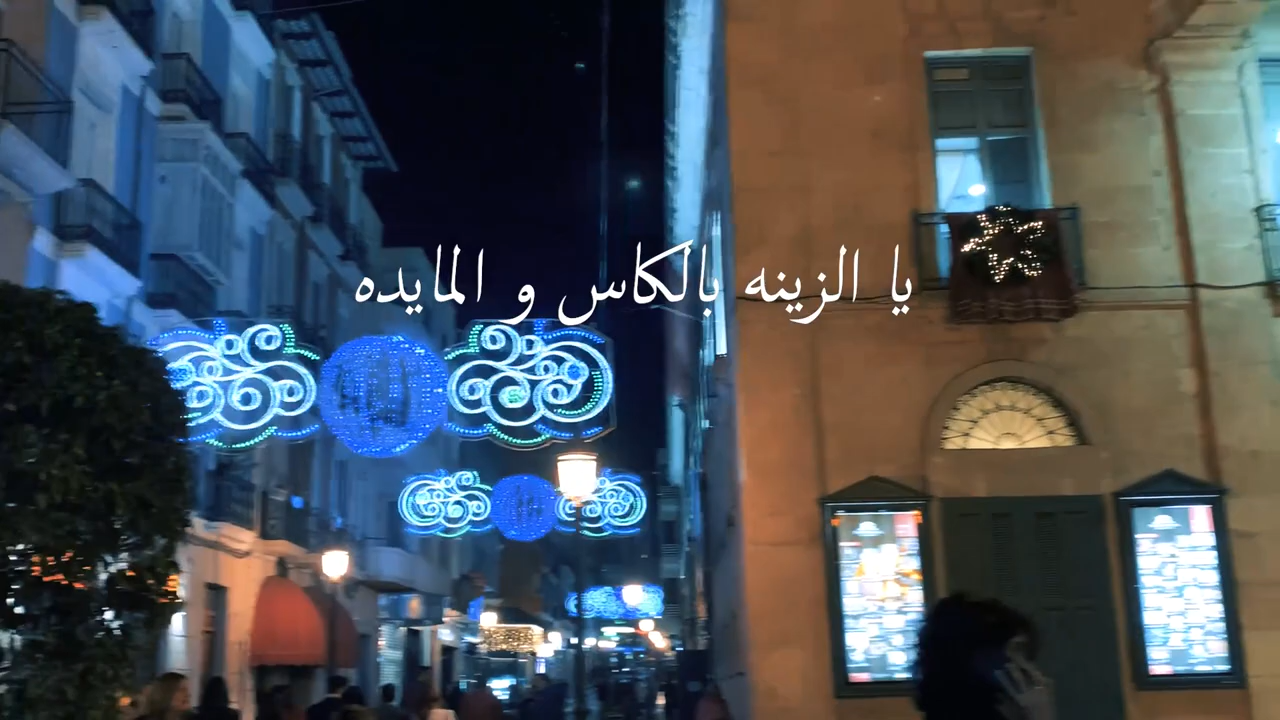 يا الزينه بالكاس و المايده